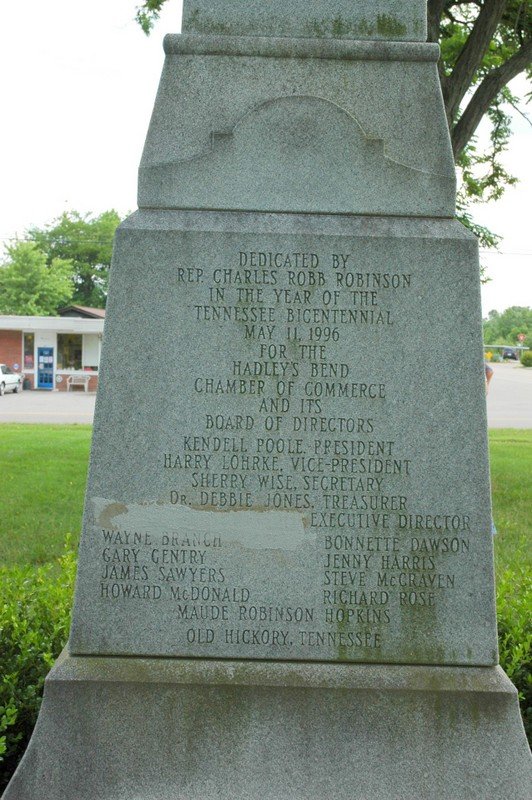 DEDICATED BY
REP. CHARLES ROBB ROBINSON
IN THE YEAR OF THE
TENNESSEE BICENTENNIAL
MAY 11, 1996
FOR THE
HADLEY'S BEND
CHAMBER OF COMMERCE
AND ITS
BOARD OF DIRECTORS
KENDELL POOLE, PRESIDENT
HARRY LOHRKE, VICE-PRESIDENT
SHERRY WISE, SECRETARY
DR. DEBBIE JONES, TREASURER
EXECUTIVE DIRECTOR
WAYNE BRANCH BONNETTE DAWSON
GARY GENTRY JENNY HARRIS
JAMES SAWYERS STEVE McCRAVEN
HOWARD McDONALD RICHARD ROSE
MAUDE ROBINSON HOPKINS
OLD HICKORY, TENNESSEE